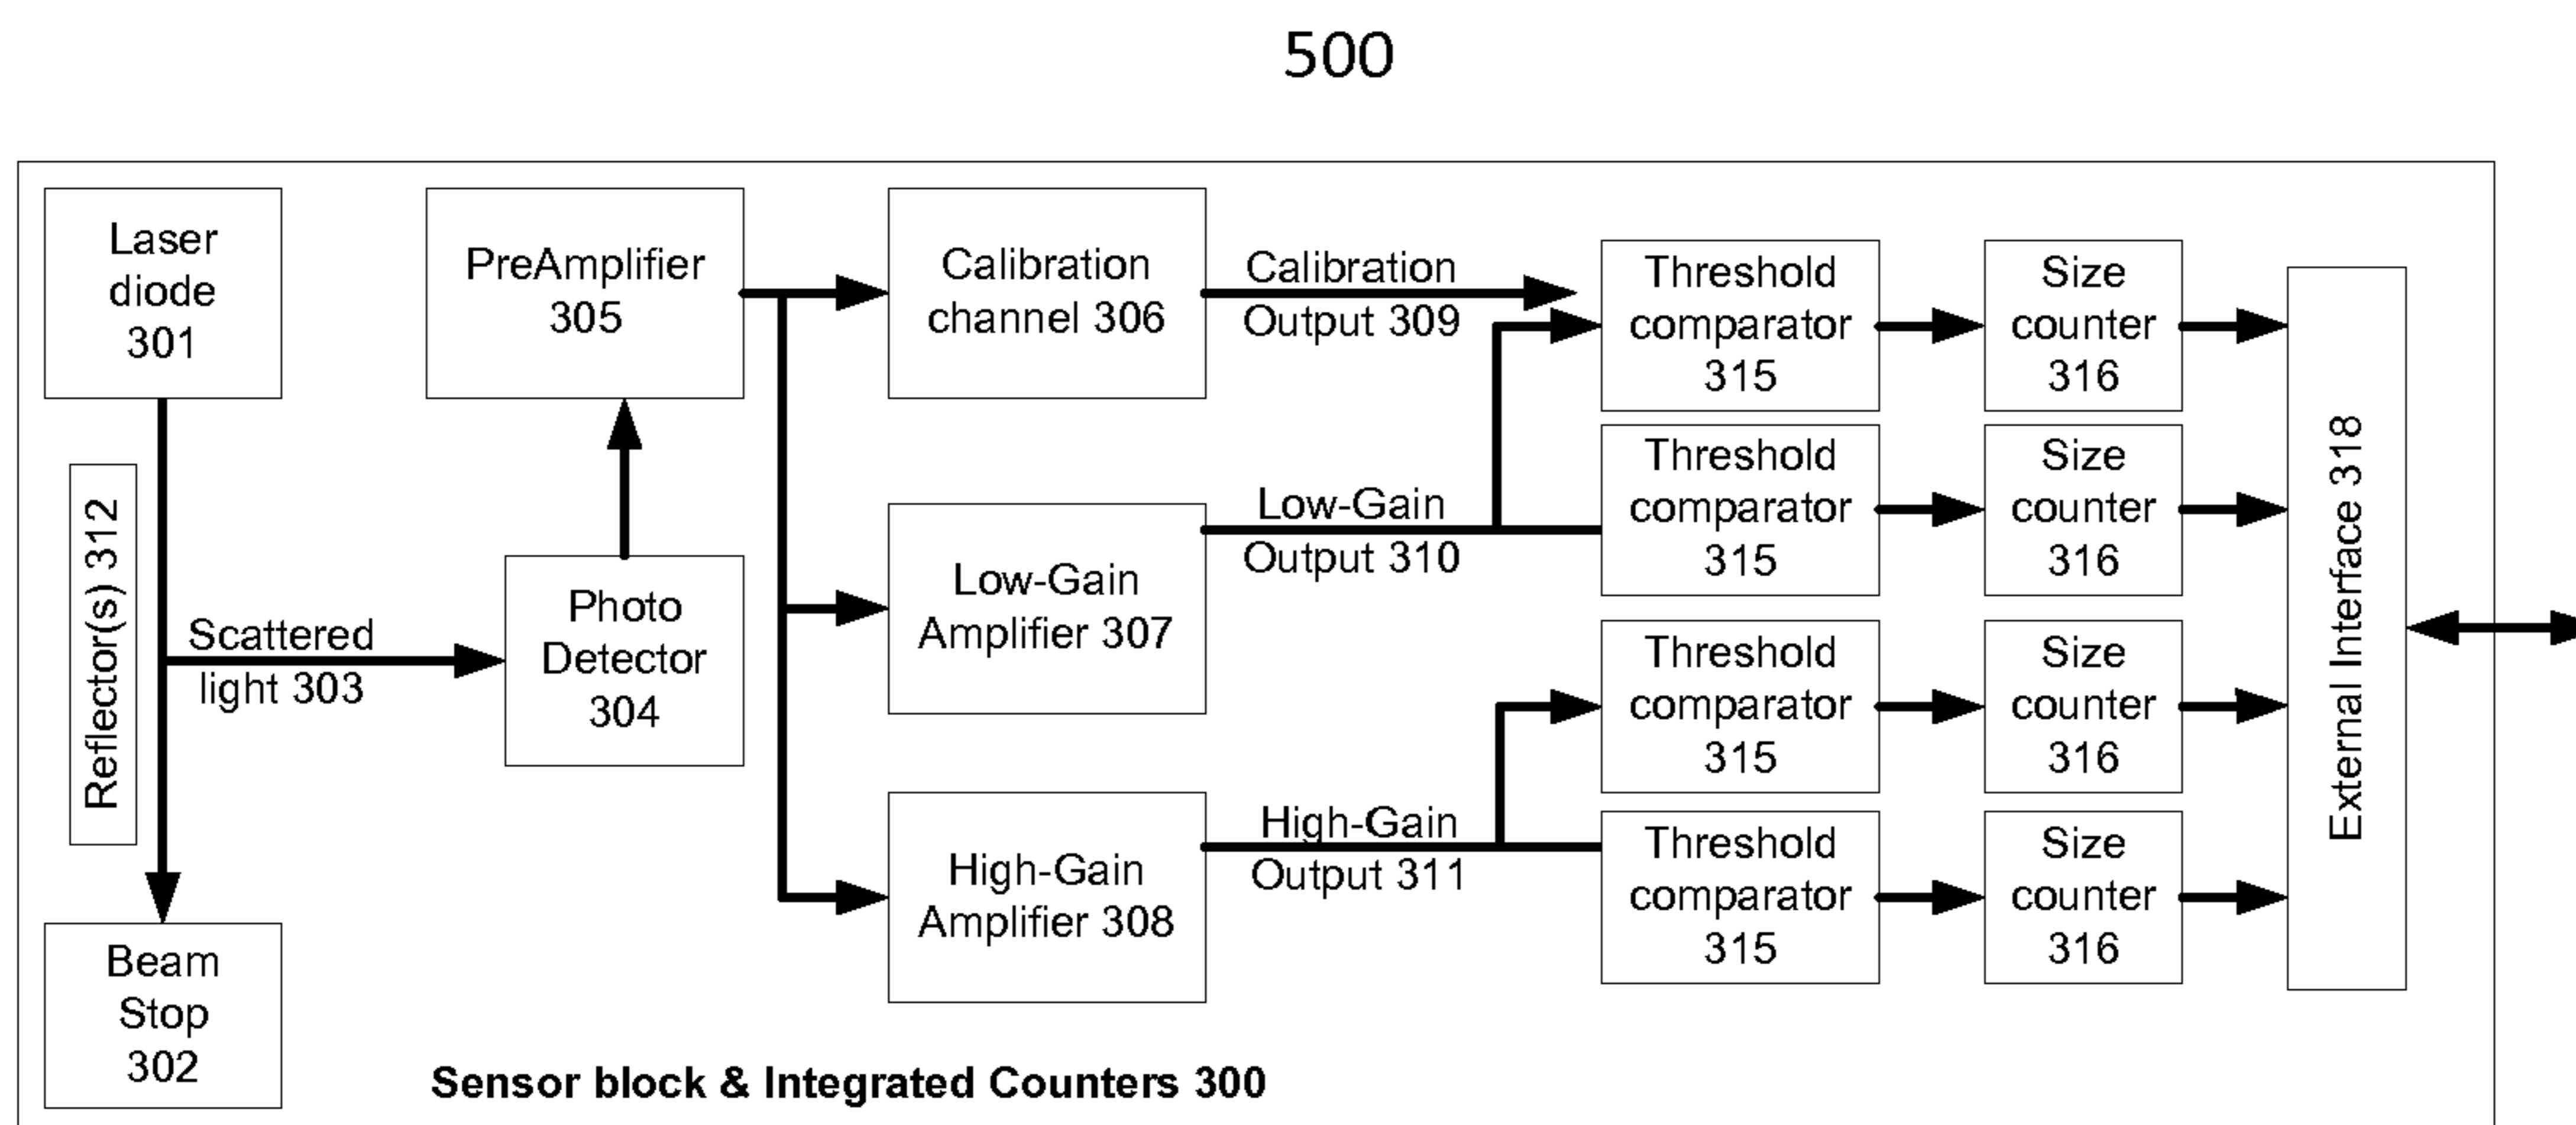 500
Laser
diode
301
PreAmplifier
305
Calibration
channel 306
Calibration
Output 309
Threshold
comparator
315
Size
counter
316
Reflector(s) 312
Scattered
light 303
Photo
Detector
304
Low-Gain
Amplifier 307
Low-Gain
Output 310
Threshold
comparator
315
Size
counter
316
High-Gain
Amplifier 308
High-Gain
Output 311
Threshold
comparator
315
Size
counter
316
Threshold
comparator
315
Size
counter
316
External Interface 318
Beam
Stop
302
Sensor block & Integrated Counters 300